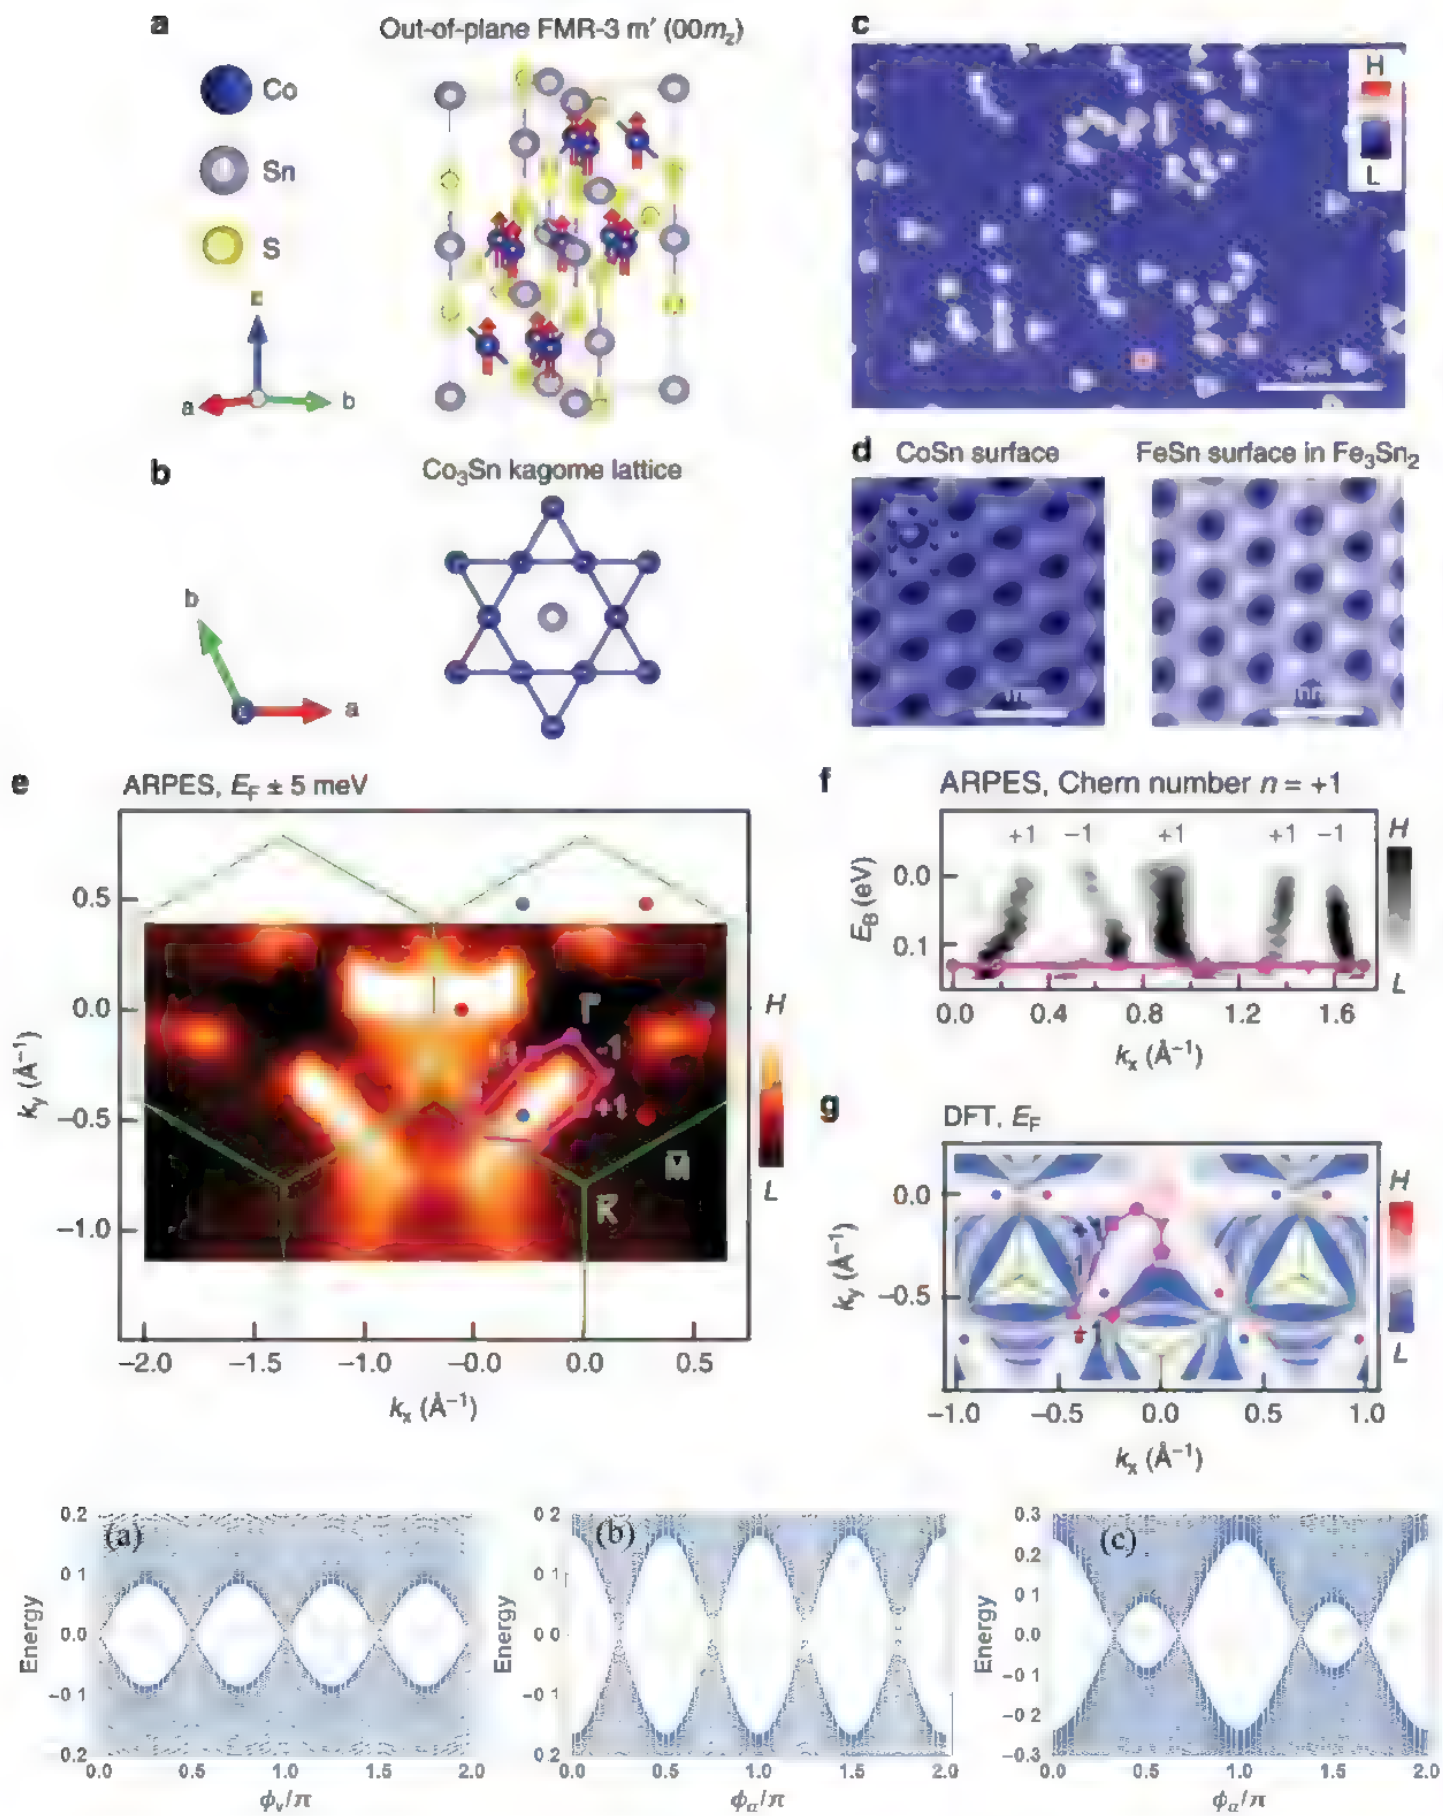 a
Out-of-plane FMR-3 m′ (00m_z)
Co
Sn
S
a
b
b
Co₃Sn kagome lattice
b
a
c
H
L
d
CoSn surface
FeSn surface in Fe₃Sn₂
e
ARPES, E_F ± 5 meV
0.5
0.0
−0.5
−1.0
k_y (Å⁻¹)
−2.0 −1.5 −1.0 −0.0 0.0 0.5
k_x (Å⁻¹)
−1
+1
K
M
H
L
f
ARPES, Chern number n = +1
+1 −1 +1 +1 −1
E_B (eV)
0.0
0.1
0.0 0.4 0.8 1.2 1.6
k_x (Å⁻¹)
H
L
g
DFT, E_F
0.0
−0.5
k_y (Å⁻¹)
−1.0 −0.5 0.0 0.5 1.0
k_x (Å⁻¹)
H
L
(a)
Energy
0.2
0 1
0.0
−0 1
0.2
0.0 0.5 1.0 1.5 2.0
ϕ_v/π
(b)
Energy
0.2
0 1
0 0
−0 1
0 2
0.0 0.5 1.0 1.5 2.0
ϕ_α/π
(c)
Energy
0.3
0.2
0 1
0.0
−0.1
−0.2
−0.3
0.0 0.5 1.0 1.5 2.0
ϕ_α/π